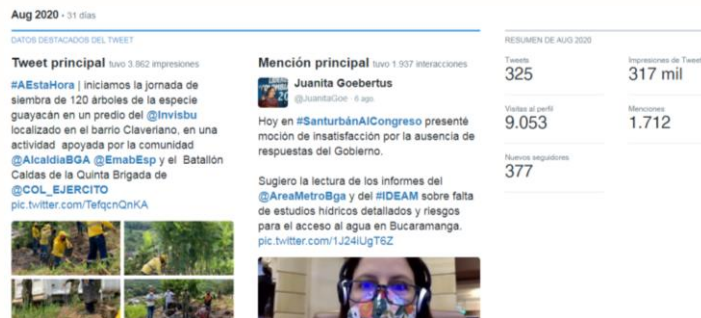 Aug 2020 • 31 días
DATOS DESTACADOS DEL TWEET
Tweet principal tuvo 3.862 impresiones
#AEstaHora | iniciamos la jornada de
siembra de 120 árboles de la especie
guayacán en un predio del @Invisbu
localizado en el barrio Claveriano, en una
actividad apoyada por la comunidad
@AlcaldiaBGA @EmabEsp y el Batallón
Caldas de la Quinta Brigada de
@COL_EJERCITO
pic.twitter.com/TefqcnQnKA
Mención principal tuvo 1.937 interacciones
Juanita Goebertus
@JuanitaGoe · 6 ago
Hoy en #SanturbánAlCongreso presenté
moción de insatisfacción por la ausencia de
respuestas del Gobierno.
Sugiero la lectura de los informes del
@AreaMetroBga y del #IDEAM sobre falta
de estudios hídricos detallados y riesgos
para el acceso al agua en Bucaramanga.
pic.twitter.com/1J24iUgT6Z
RESUMEN DE AUG 2020
Tweets
325
Impresiones de Tweet
317 mil
Visitas al perfil
9.053
Menciones
1.712
Nuevos seguidores
377